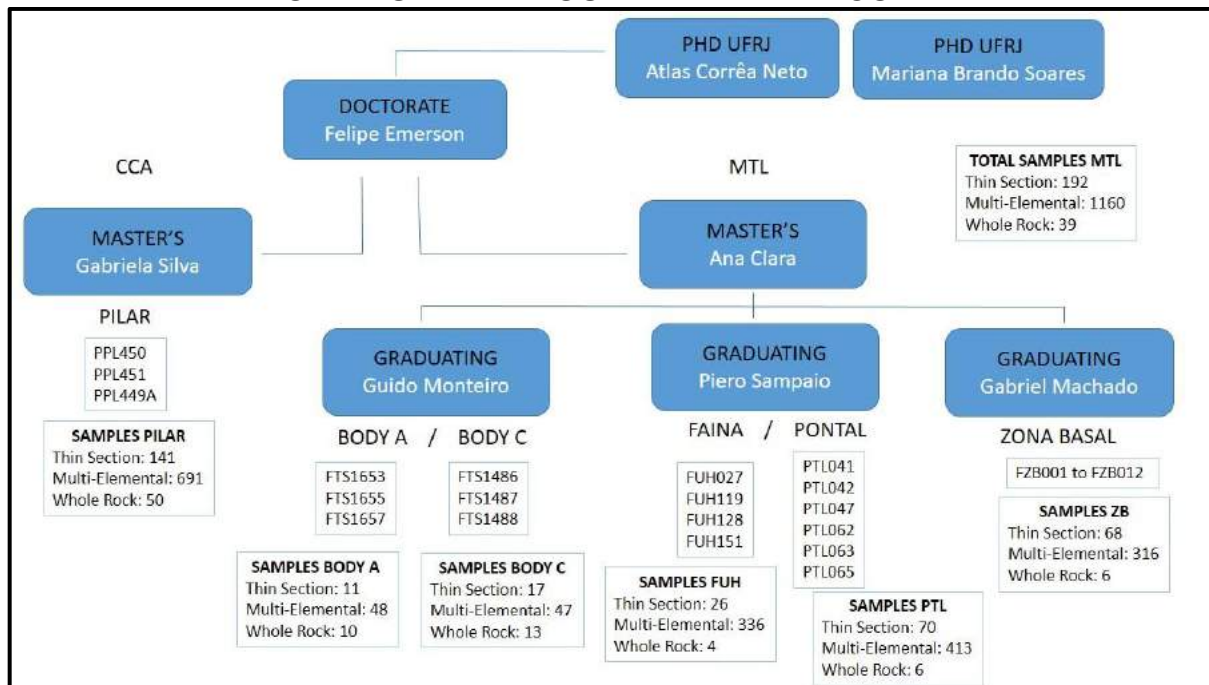 PHD UFRJ
Atlas Corrêa Neto
PHD UFRJ
Mariana Brando Soares
DOCTORATE
Felipe Emerson
CCA
MTL
TOTAL SAMPLES MTL
Thin Section: 192
Multi-Elemental: 1160
Whole Rock: 39
MASTER'S
Gabriela Silva
MASTER'S
Ana Clara
PILAR
PPL450
PPL451
PPL449A
SAMPLES PILAR
Thin Section: 141
Multi-Elemental: 691
Whole Rock: 50
GRADUATING
Guido Monteiro
BODY A / BODY C
FTS1653
FTS1655
FTS1657
FTS1486
FTS1487
FTS1488
SAMPLES BODY A
Thin Section: 11
Multi-Elemental: 48
Whole Rock: 10
SAMPLES BODY C
Thin Section: 17
Multi-Elemental: 47
Whole Rock: 13
GRADUATING
Piero Sampaio
FAINA / PONTAL
FUH027
FUH119
FUH128
FUH151
PTL041
PTL042
PTL047
PTL062
PTL063
PTL065
SAMPLES FUH
Thin Section: 26
Multi-Elemental: 336
Whole Rock: 4
SAMPLES PTL
Thin Section: 70
Multi-Elemental: 413
Whole Rock: 6
GRADUATING
Gabriel Machado
ZONA BASAL
FZB001 to FZB012
SAMPLES ZB
Thin Section: 68
Multi-Elemental: 316
Whole Rock: 6